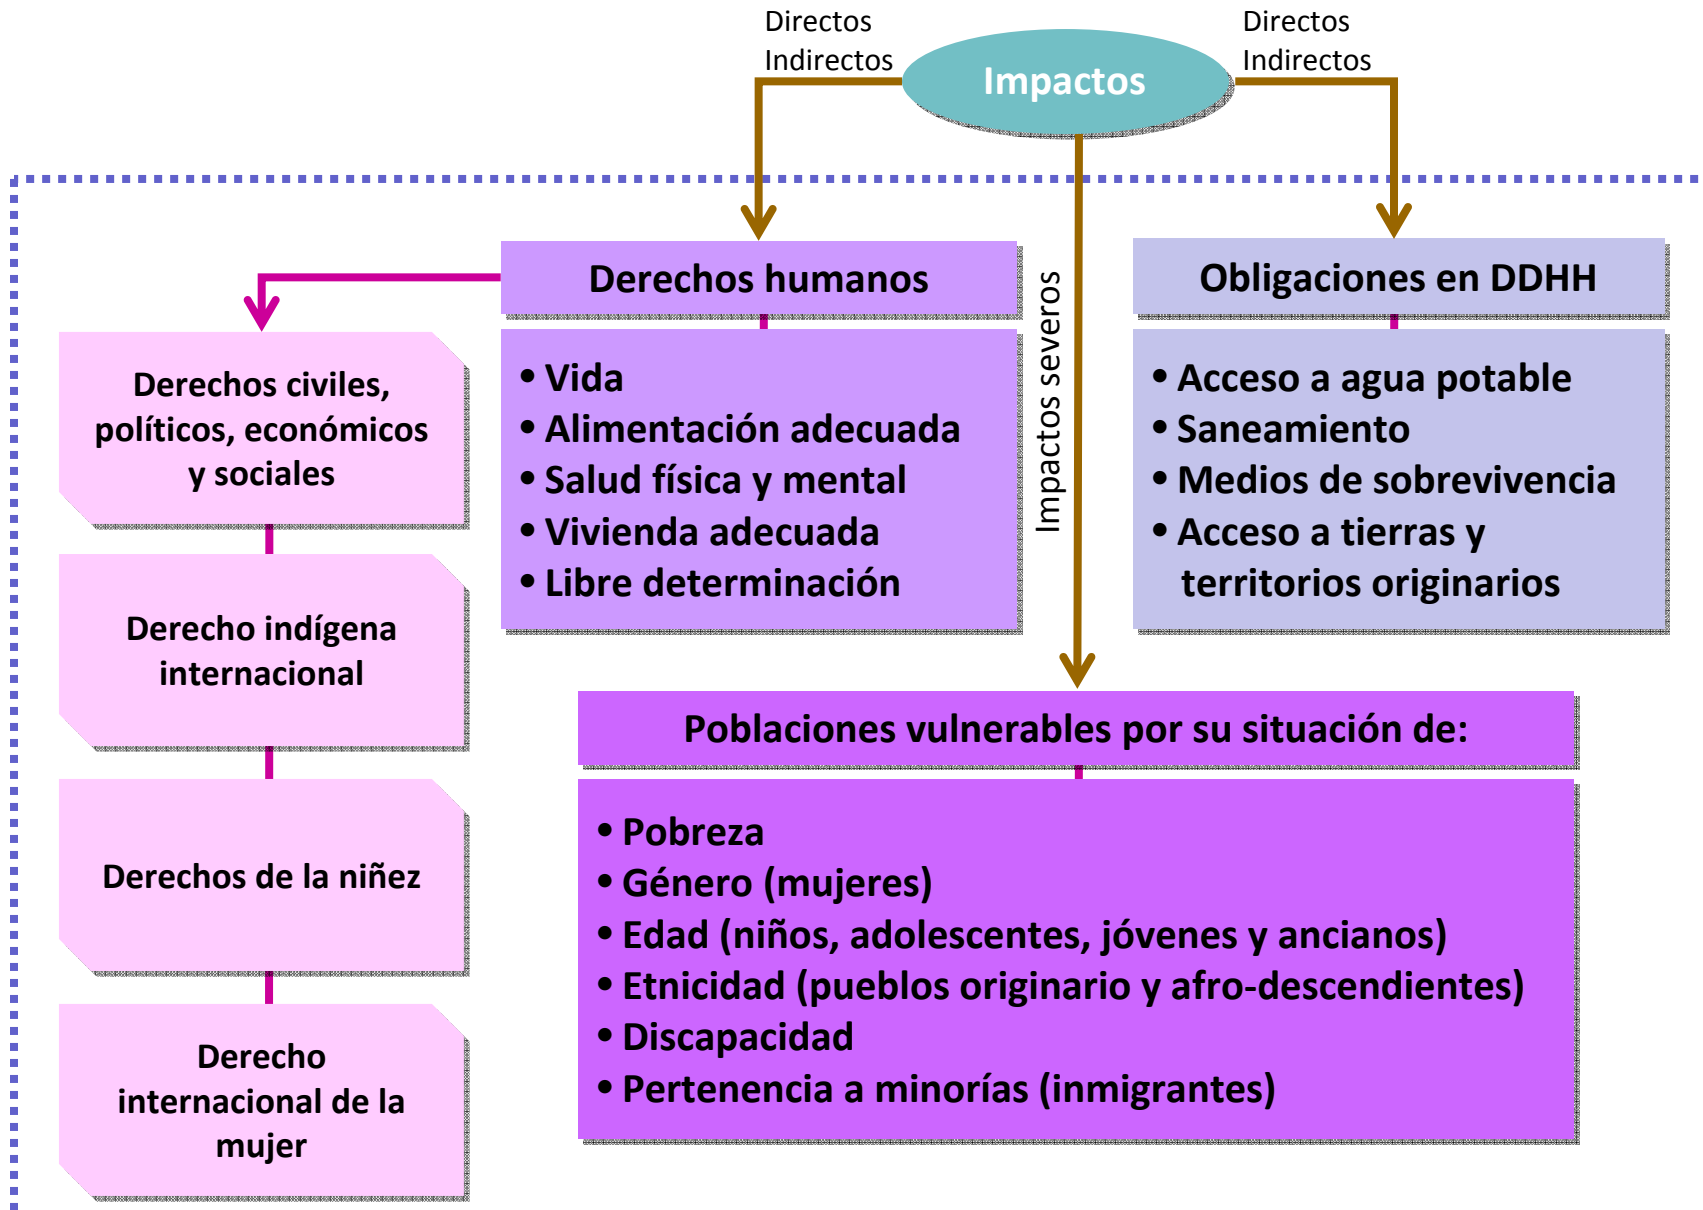 Directos
Indirectos
Impactos
Directos
Indirectos
Derechos humanos
• Vida
• Alimentación adecuada
• Salud física y mental
• Vivienda adecuada
• Libre determinación
Impactos severos
Obligaciones en DDHH
• Acceso a agua potable
• Saneamiento
• Medios de sobrevivencia
• Acceso a tierras y
territorios originarios
Derechos civiles,
políticos, económicos
y sociales
Derecho indígena
internacional
Derechos de la niñez
Derecho
internacional de la
mujer
Poblaciones vulnerables por su situación de:
• Pobreza
• Género (mujeres)
• Edad (niños, adolescentes, jóvenes y ancianos)
• Etnicidad (pueblos originario y afro-descendientes)
• Discapacidad
• Pertenencia a minorías (inmigrantes)